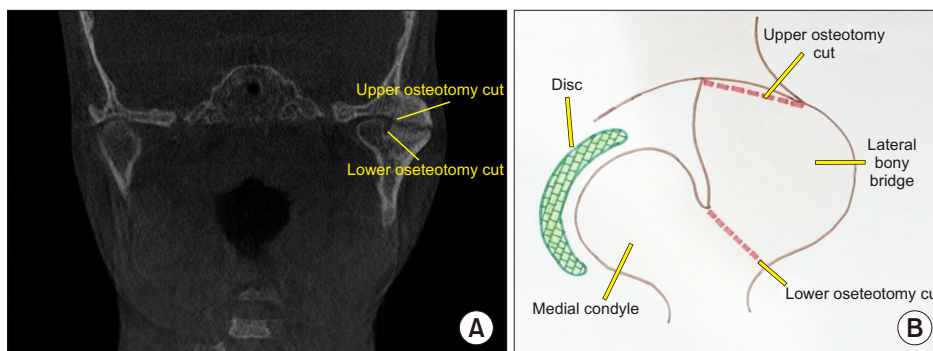 Upper osteotomy cut
Lower oseteotomy cut
A
Upper osteotomy
cut
Disc
Lateral
bony
bridge
Medial condyle
Lower oseteotomy cu
B